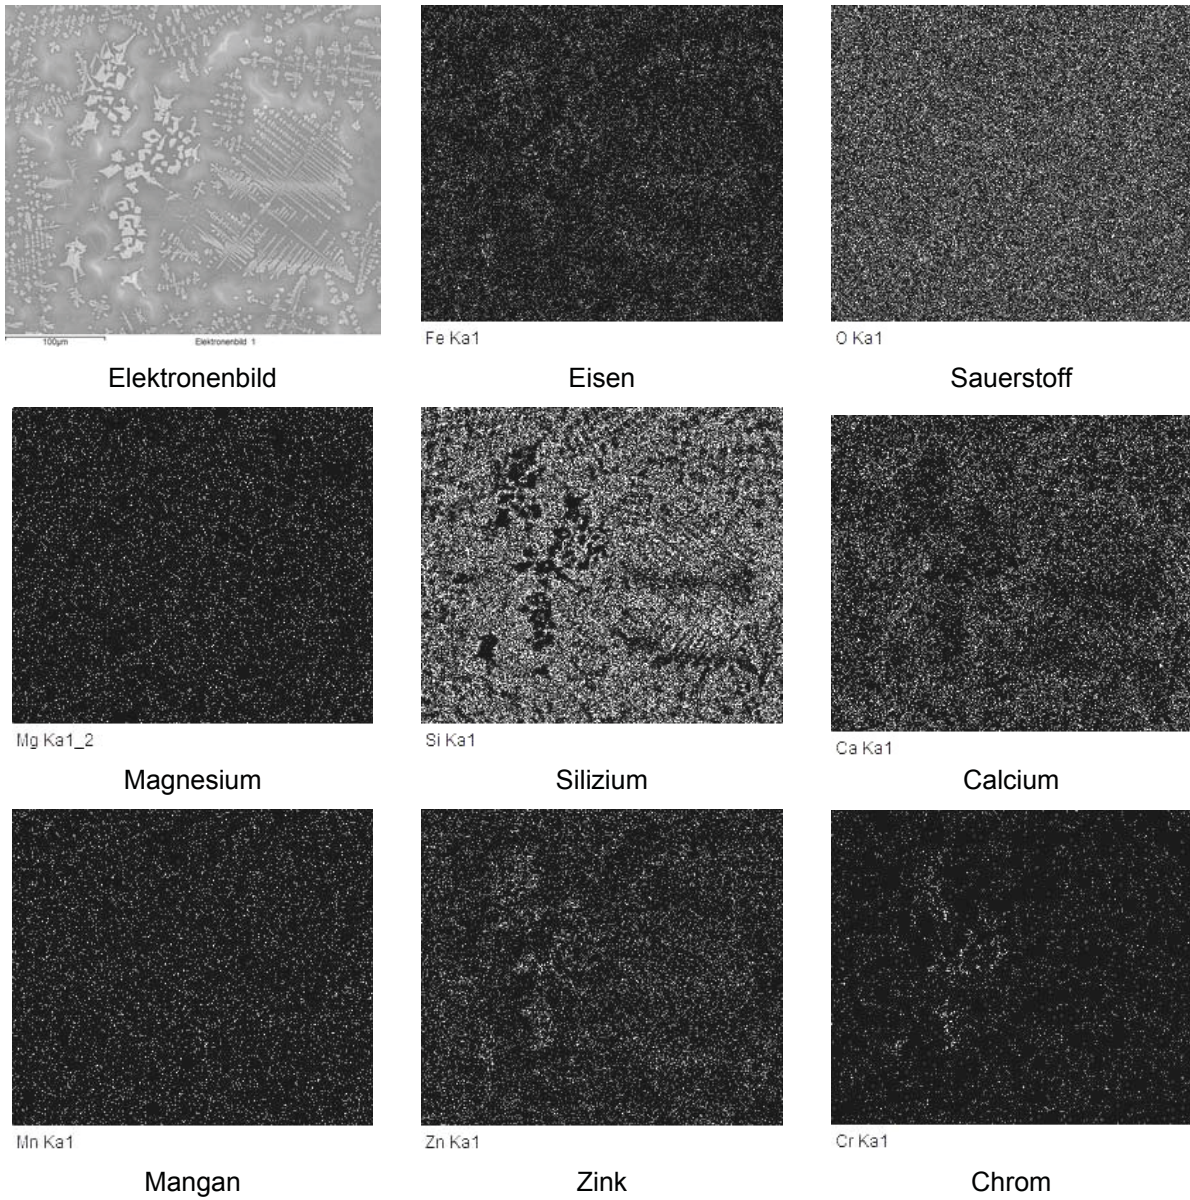 100µm Elektronenbild 1
Fe Ka1
O Ka1
Elektronenbild
Eisen
Sauerstoff
Mg Ka1_2
Si Ka1
Ca Ka1
Magnesium
Silizium
Calcium
Mn Ka1
Zn Ka1
Cr Ka1
Mangan
Zink
Chrom